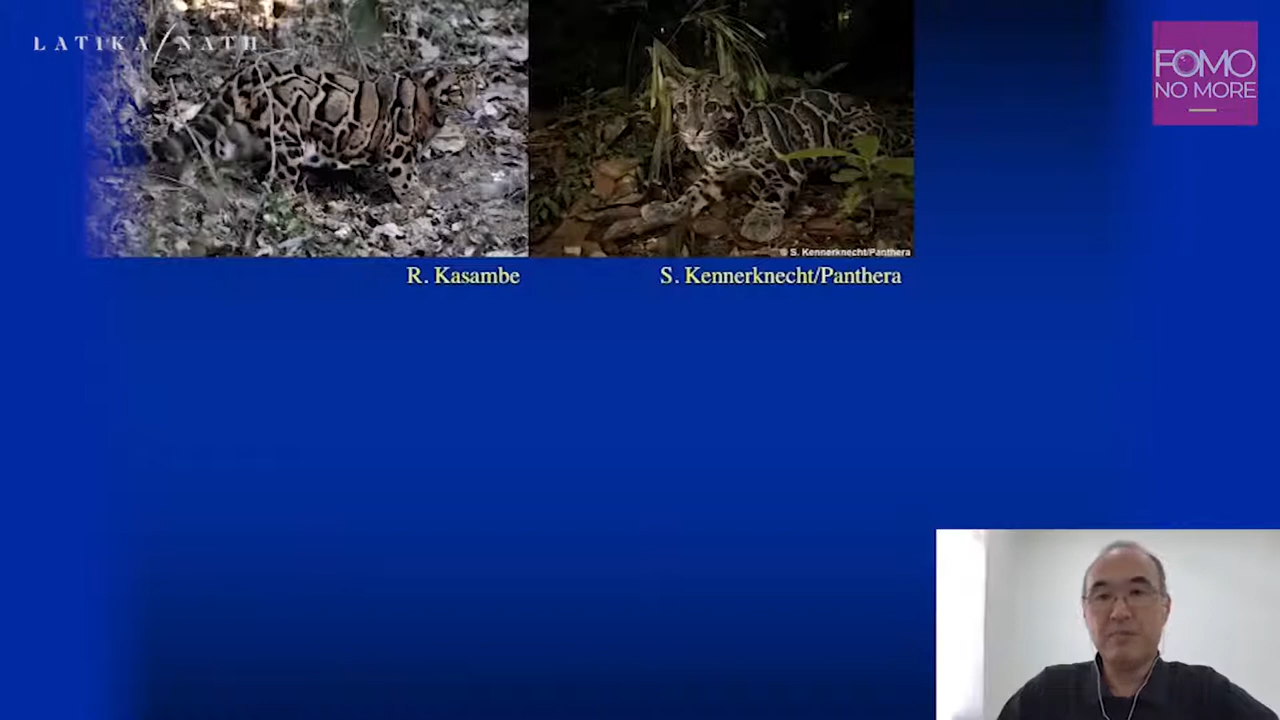 LATIKA NATH
FOMO
NO MORE
© S. Kennerknecht/Panthera
R. Kasambe
S. Kennerknecht/Panthera